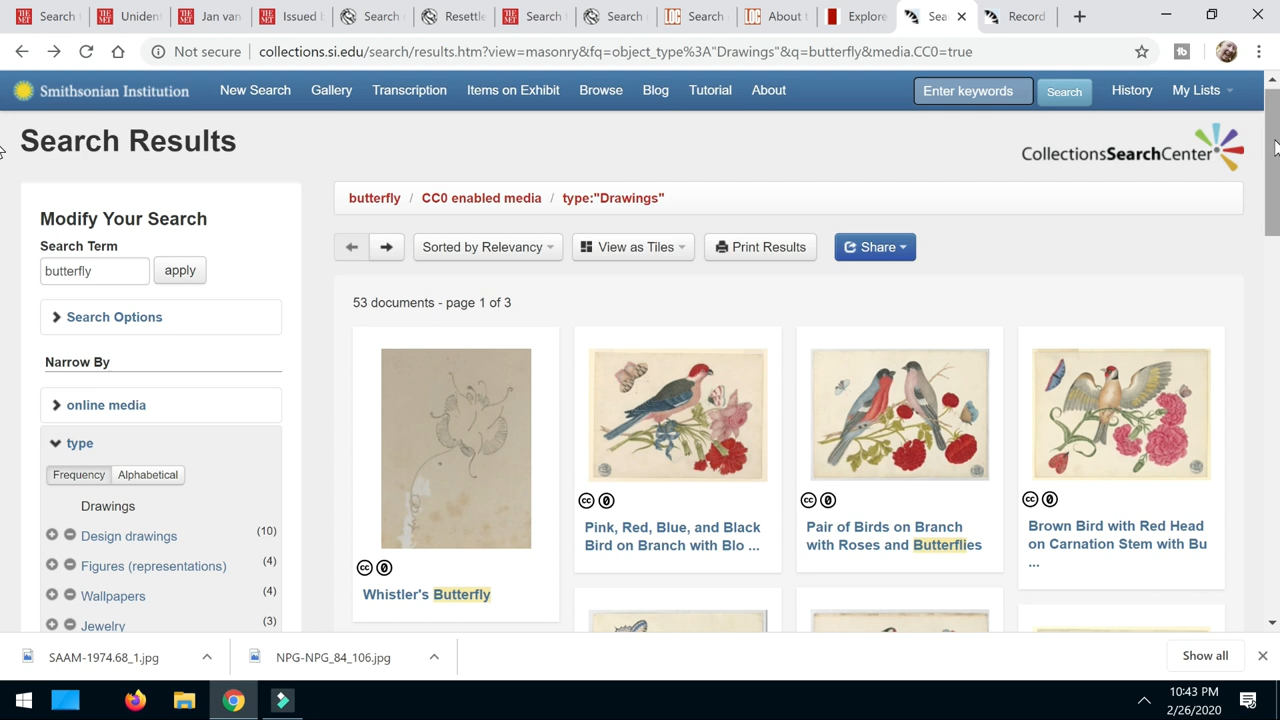 Search
Uniden
Jan van
Issued b
Search
Resettle
Search
Search
Search
About t
Explore
Sea
Record
Not secure
collections.si.edu/search/results.htm?view=masonry&fq=object_type%3A"Drawings"&q=butterfly&media.CC0=true
Smithsonian Institution
New Search
Gallery
Transcription
Items on Exhibit
Browse
Blog
Tutorial
About
Enter keywords
Search
History
My Lists
Search Results
CollectionsSearchCenter
butterfly / CC0 enabled media / type:"Drawings"
Modify Your Search
Search Term
butterfly
apply
Search Options
Narrow By
online media
type
Frequency
Alphabetical
Drawings
Design drawings (10)
Figures (representations) (4)
Wallpapers (4)
Jewelry (3)
Sorted by Relevancy
View as Tiles
Print Results
Share
53 documents - page 1 of 3
Whistler's Butterfly
Pink, Red, Blue, and Black
Bird on Branch with Blo ...
Pair of Birds on Branch
with Roses and Butterflies
Brown Bird with Red Head
on Carnation Stem with Bu
...
SAAM-1974.68_1.jpg
NPG-NPG_84_106.jpg
Show all
10:43 PM
2/26/2020